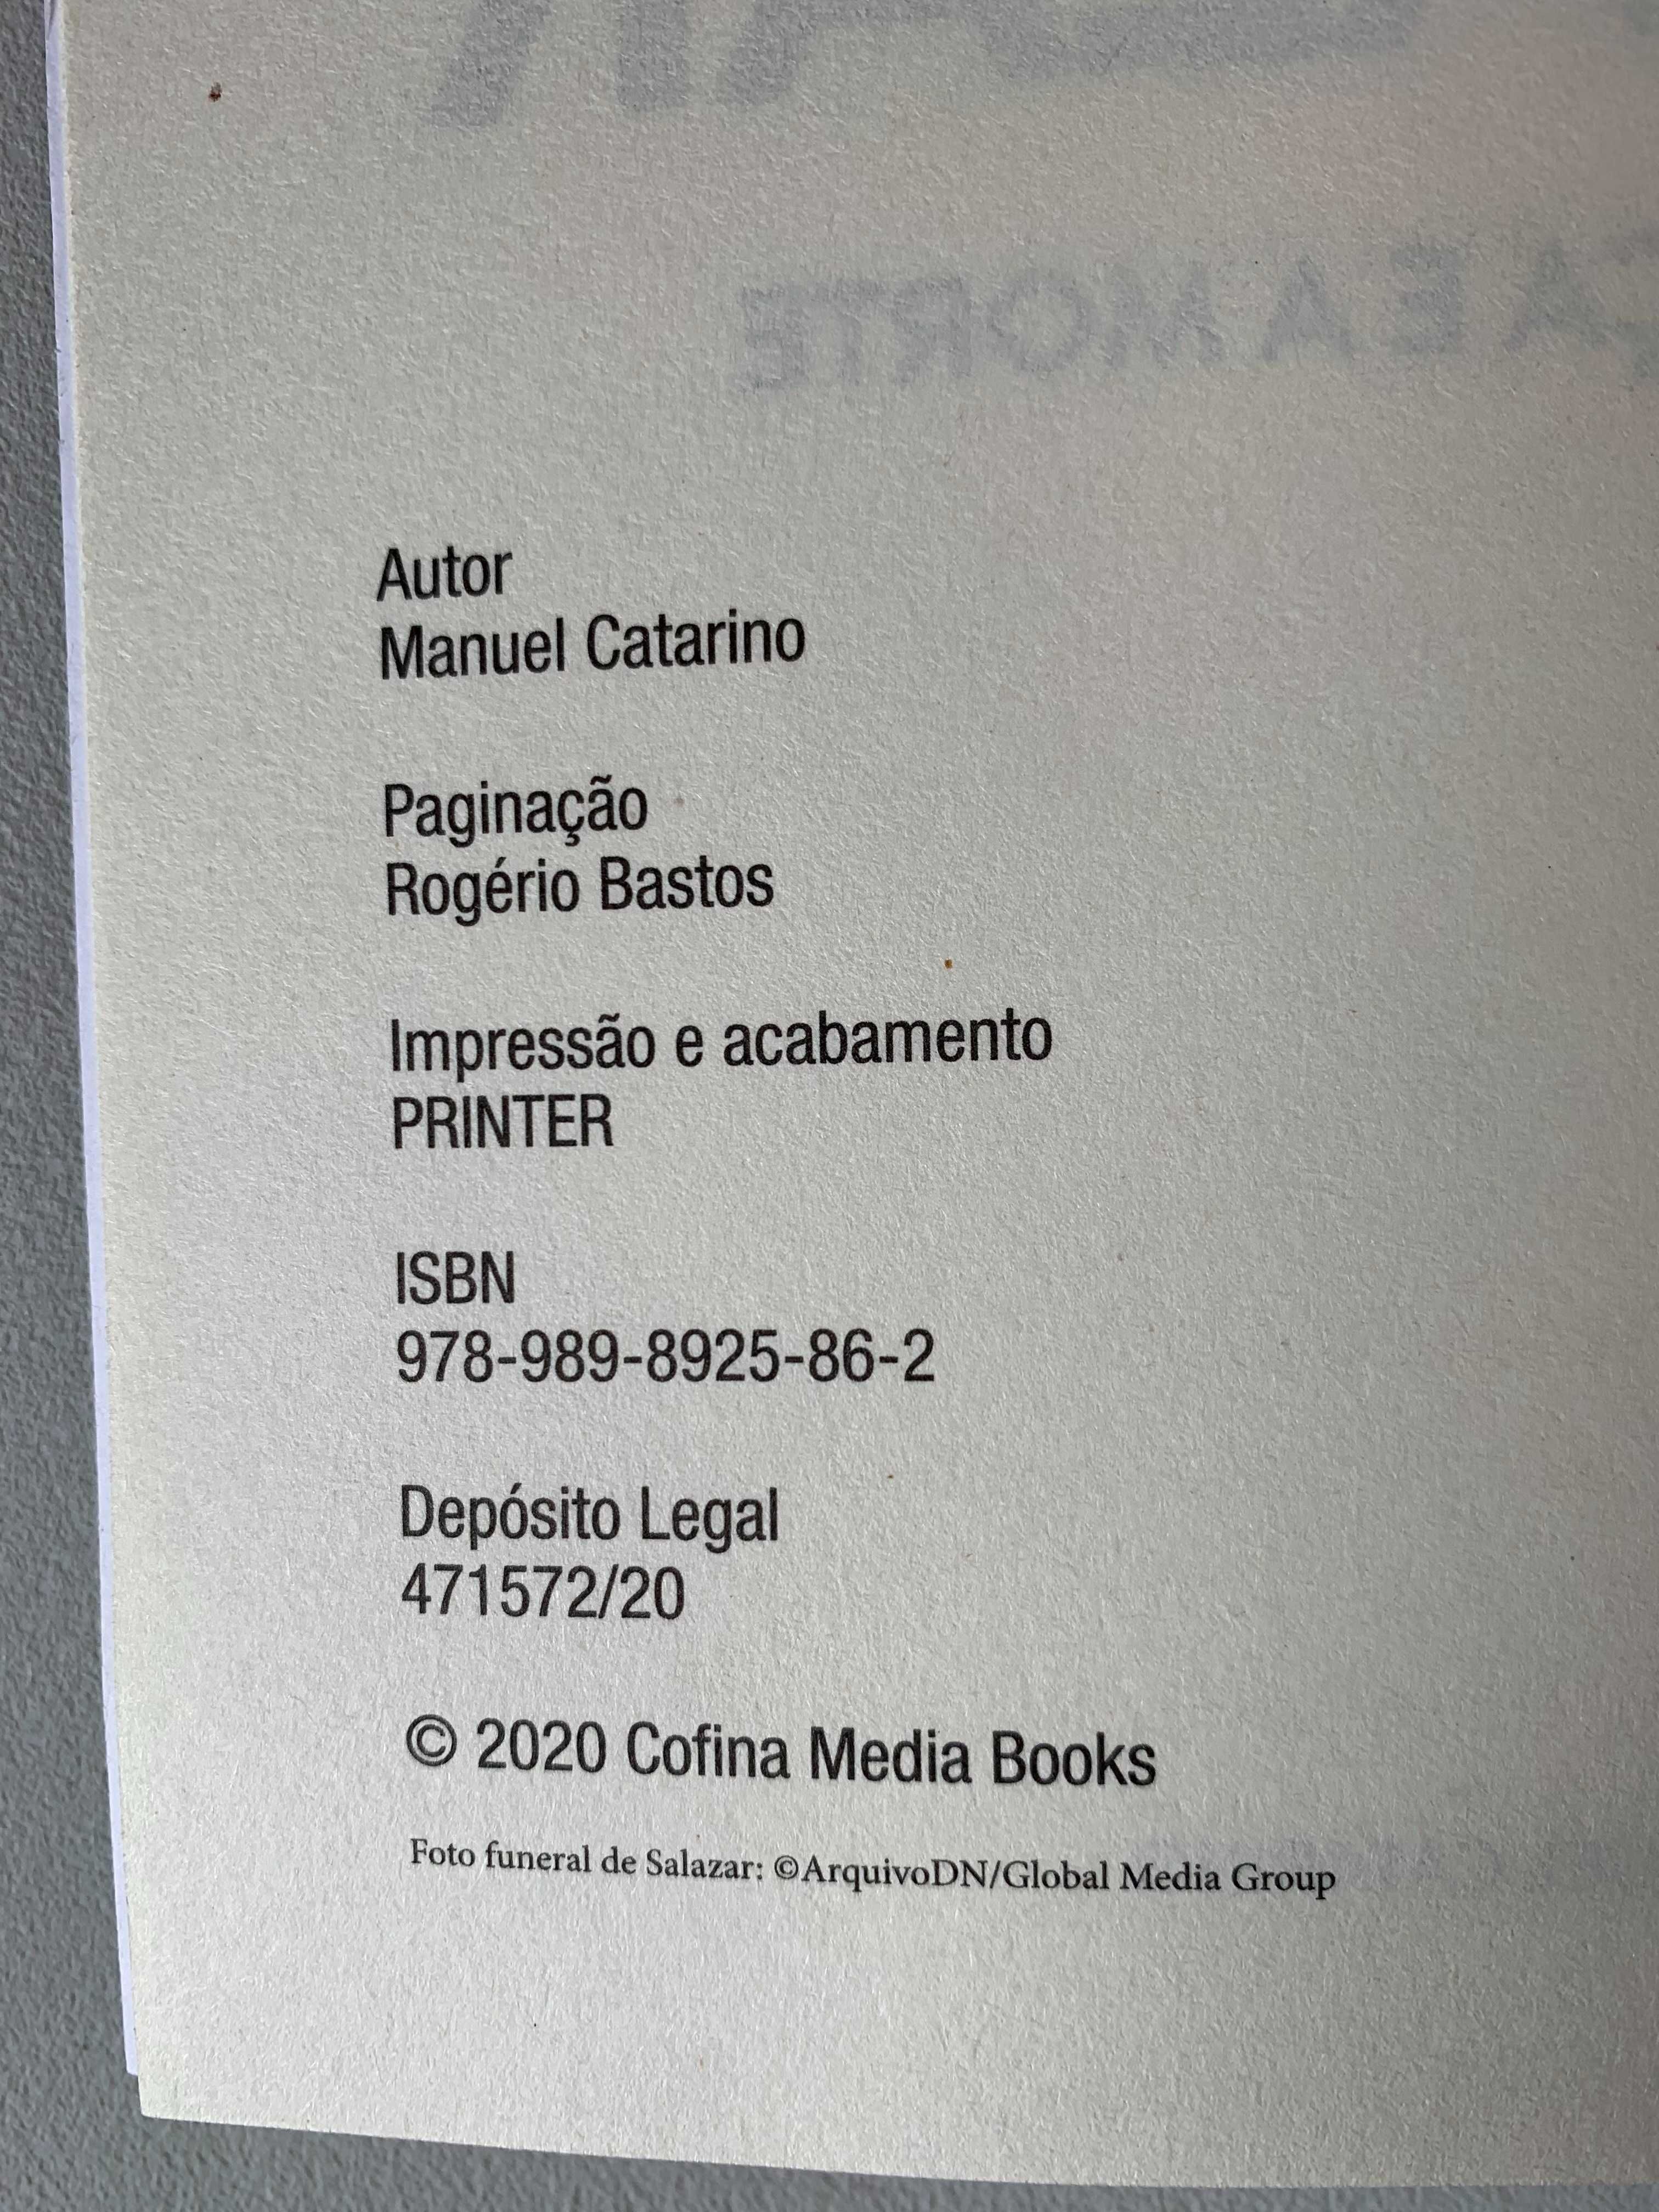 E A MORTE
Autor
Manuel Catarino
Paginação
Rogério Bastos
Impressão e acabamento
PRINTER
ISBN
978-989-8925-86-2
Depósito Legal
471572/20
© 2020 Cofina Media Books
Foto funeral de Salazar: ©ArquivoDN/Global Media Group